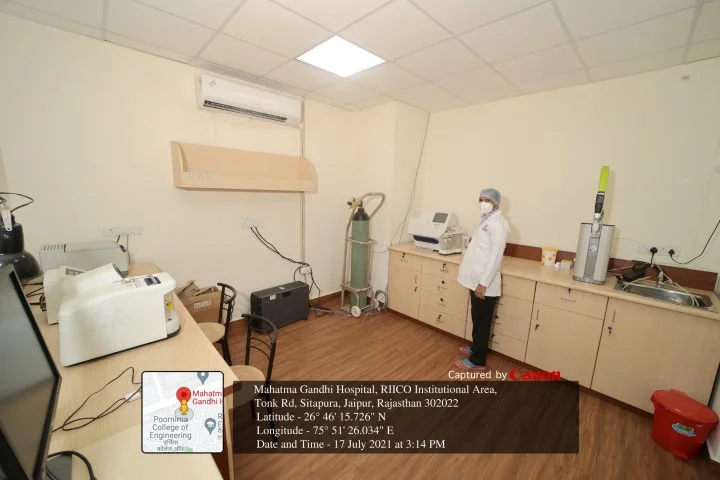 Captured by Canon
Mahatma Gandhi Hospital, RIICO Institutional Area,
Tonk Rd, Sitapura, Jaipur, Rajasthan 302022
Latitude - 26° 46' 15.726" N
Longitude - 75° 51' 26.034" E
Date and Time - 17 July 2021 at 3:14 PM
Mahatma
Gandhi H
Poornima
College of
Engineering